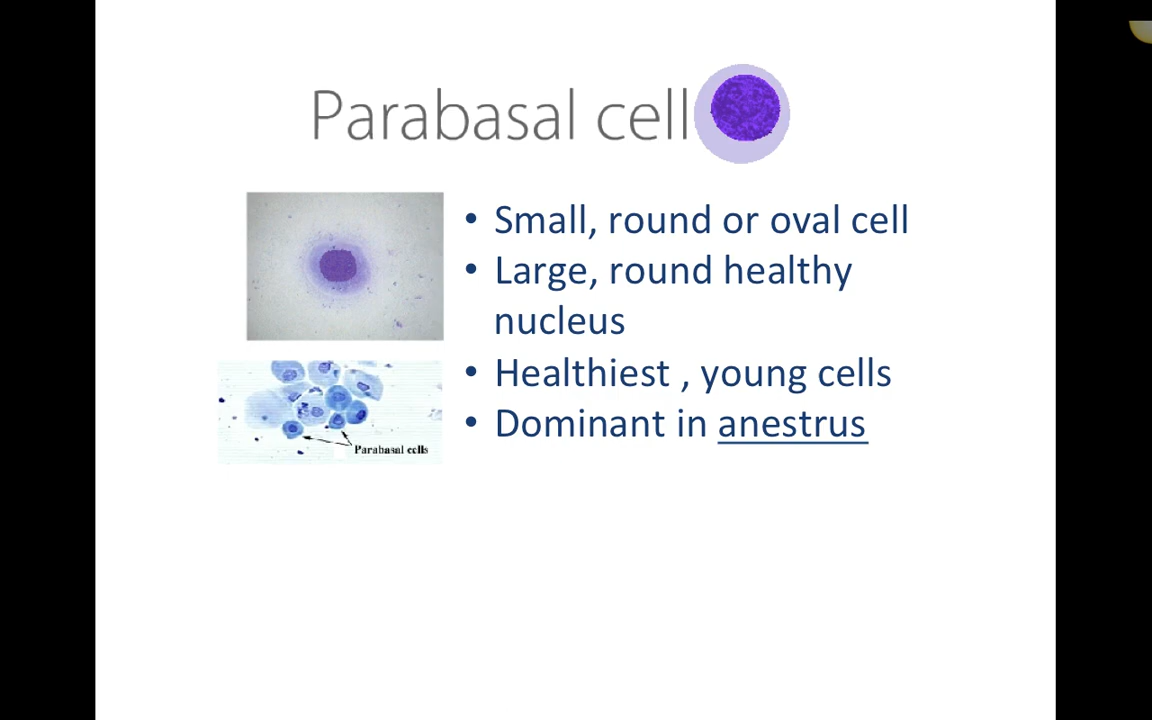 Parabasal cell
• Small, round or oval cell
• Large, round healthy
nucleus
• Healthiest , young cells
• Dominant in anestrus
Parabasal cells